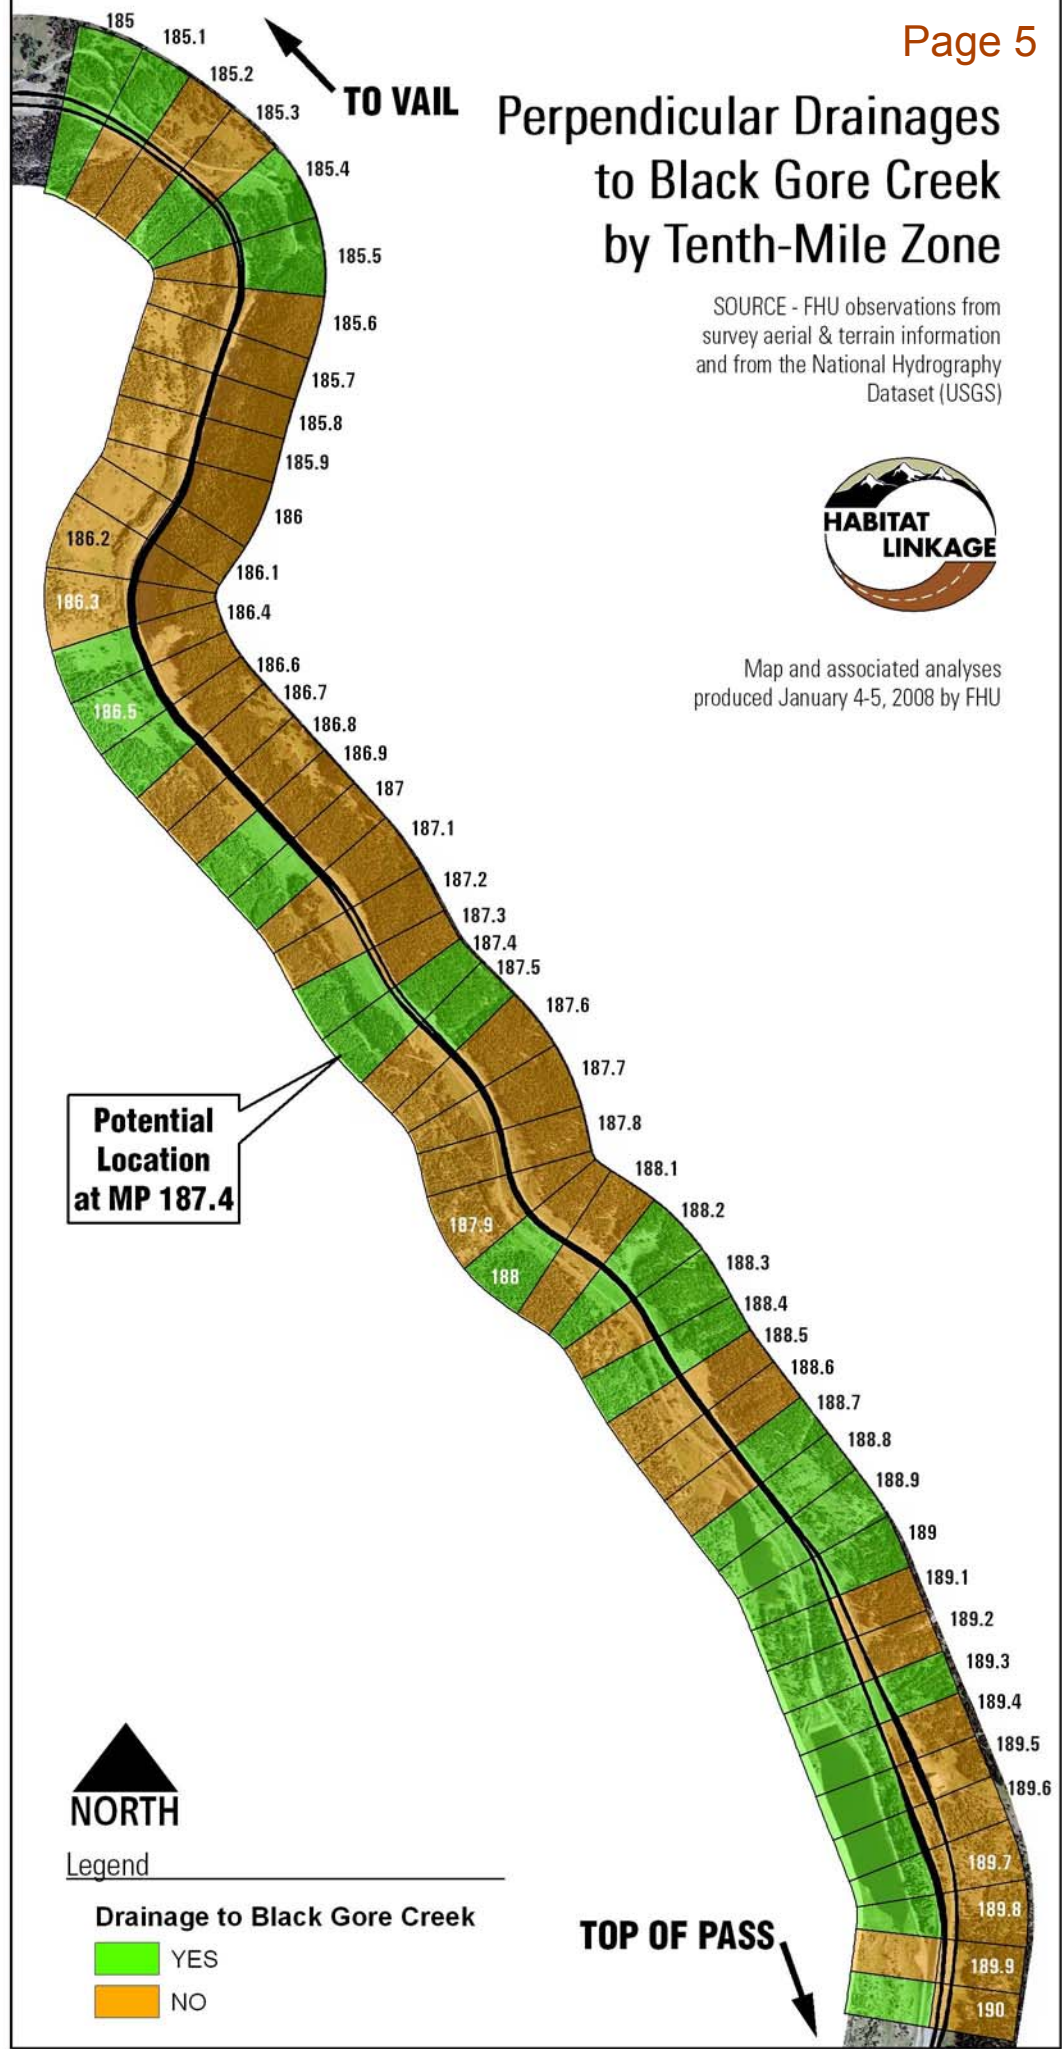 Page 5
TO VAIL
Perpendicular Drainages
to Black Gore Creek
by Tenth-Mile Zone
SOURCE - FHU observations from
survey aerial & terrain information
and from the National Hydrography
Dataset (USGS)
HABITAT
LINKAGE
Map and associated analyses
produced January 4-5, 2008 by FHU
185
185.1
185.2
185.3
185.4
185.5
185.6
185.7
185.8
185.9
186
186.1
186.2
186.3
186.4
186.5
186.6
186.7
186.8
186.9
187
187.1
187.2
187.3
187.4
187.5
187.6
187.7
187.8
187.9
188
188.1
188.2
188.3
188.4
188.5
188.6
188.7
188.8
188.9
189
189.1
189.2
189.3
189.4
189.5
189.6
189.7
189.8
189.9
190
Potential
Location
at MP 187.4
TOP OF PASS
NORTH
Legend
Drainage to Black Gore Creek
YES
NO